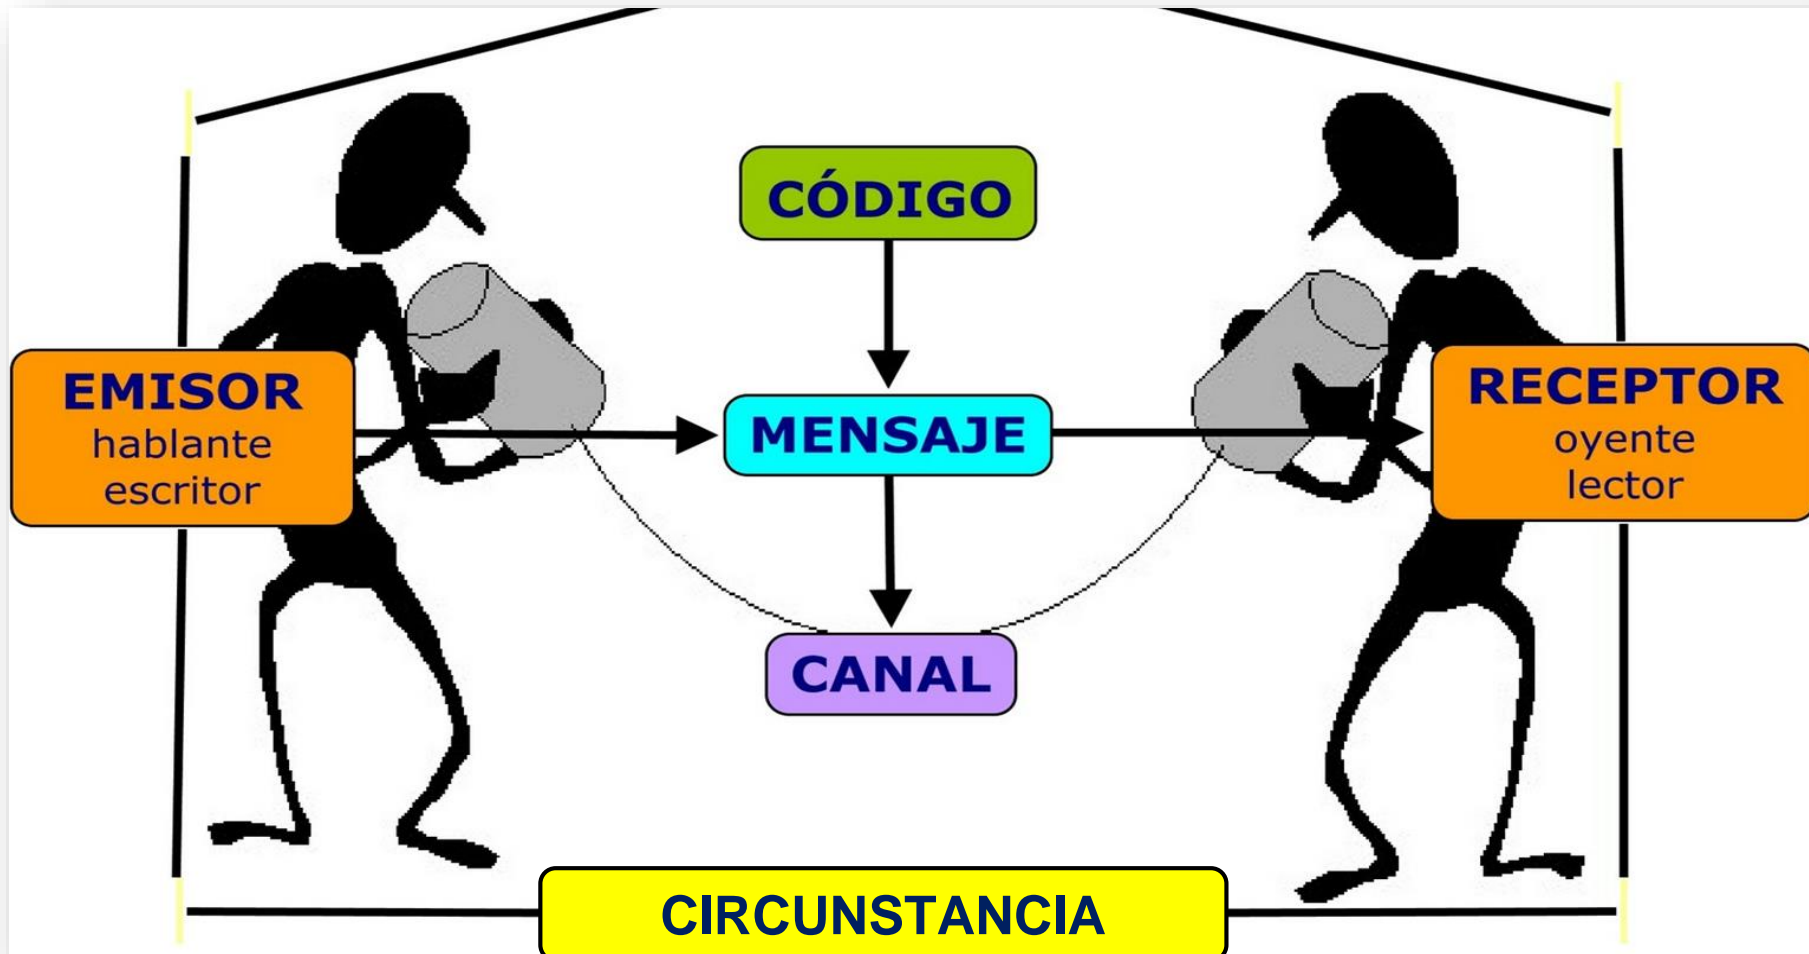 CÓDIGO
EMISOR
hablante
escritor
MENSAJE
RECEPTOR
oyente
lector
CANAL
CIRCUNSTANCIA